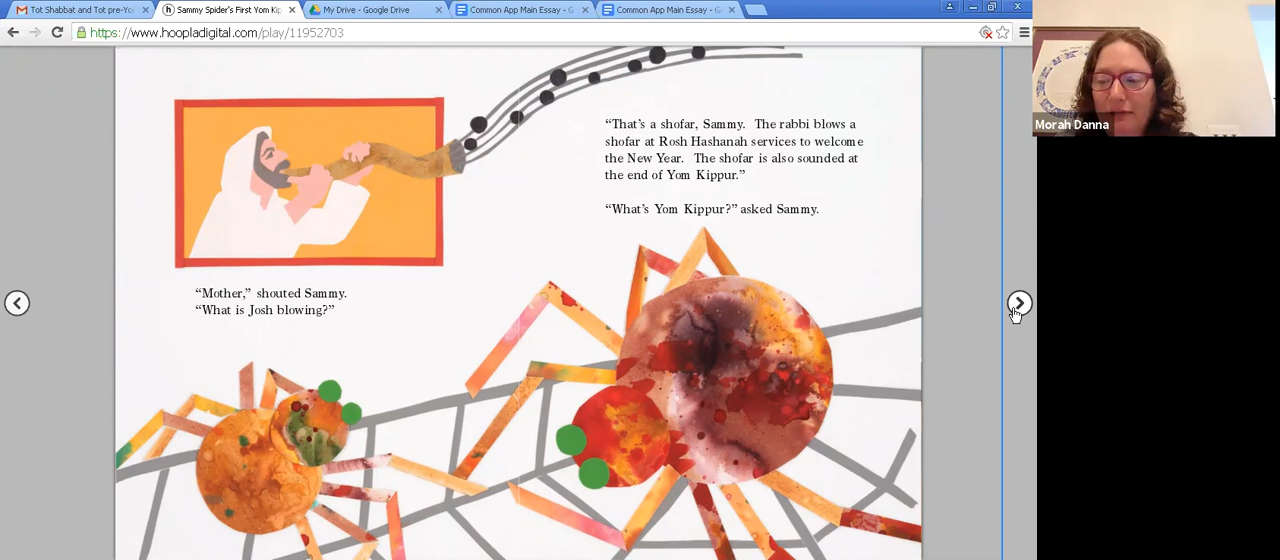 Tot Shabbat and Tot pre-Yo
Sammy Spider's First Yom Kip
My Drive - Google Drive
Common App Main Essay - G
Common App Main Essay - G
https://www.hoopladigital.com/play/11952703
Morah Danna
"That's a shofar, Sammy. The rabbi blows a
shofar at Rosh Hashanah services to welcome
the New Year. The shofar is also sounded at
the end of Yom Kippur."
"What's Yom Kippur?" asked Sammy.
"Mother," shouted Sammy.
"What is Josh blowing?"